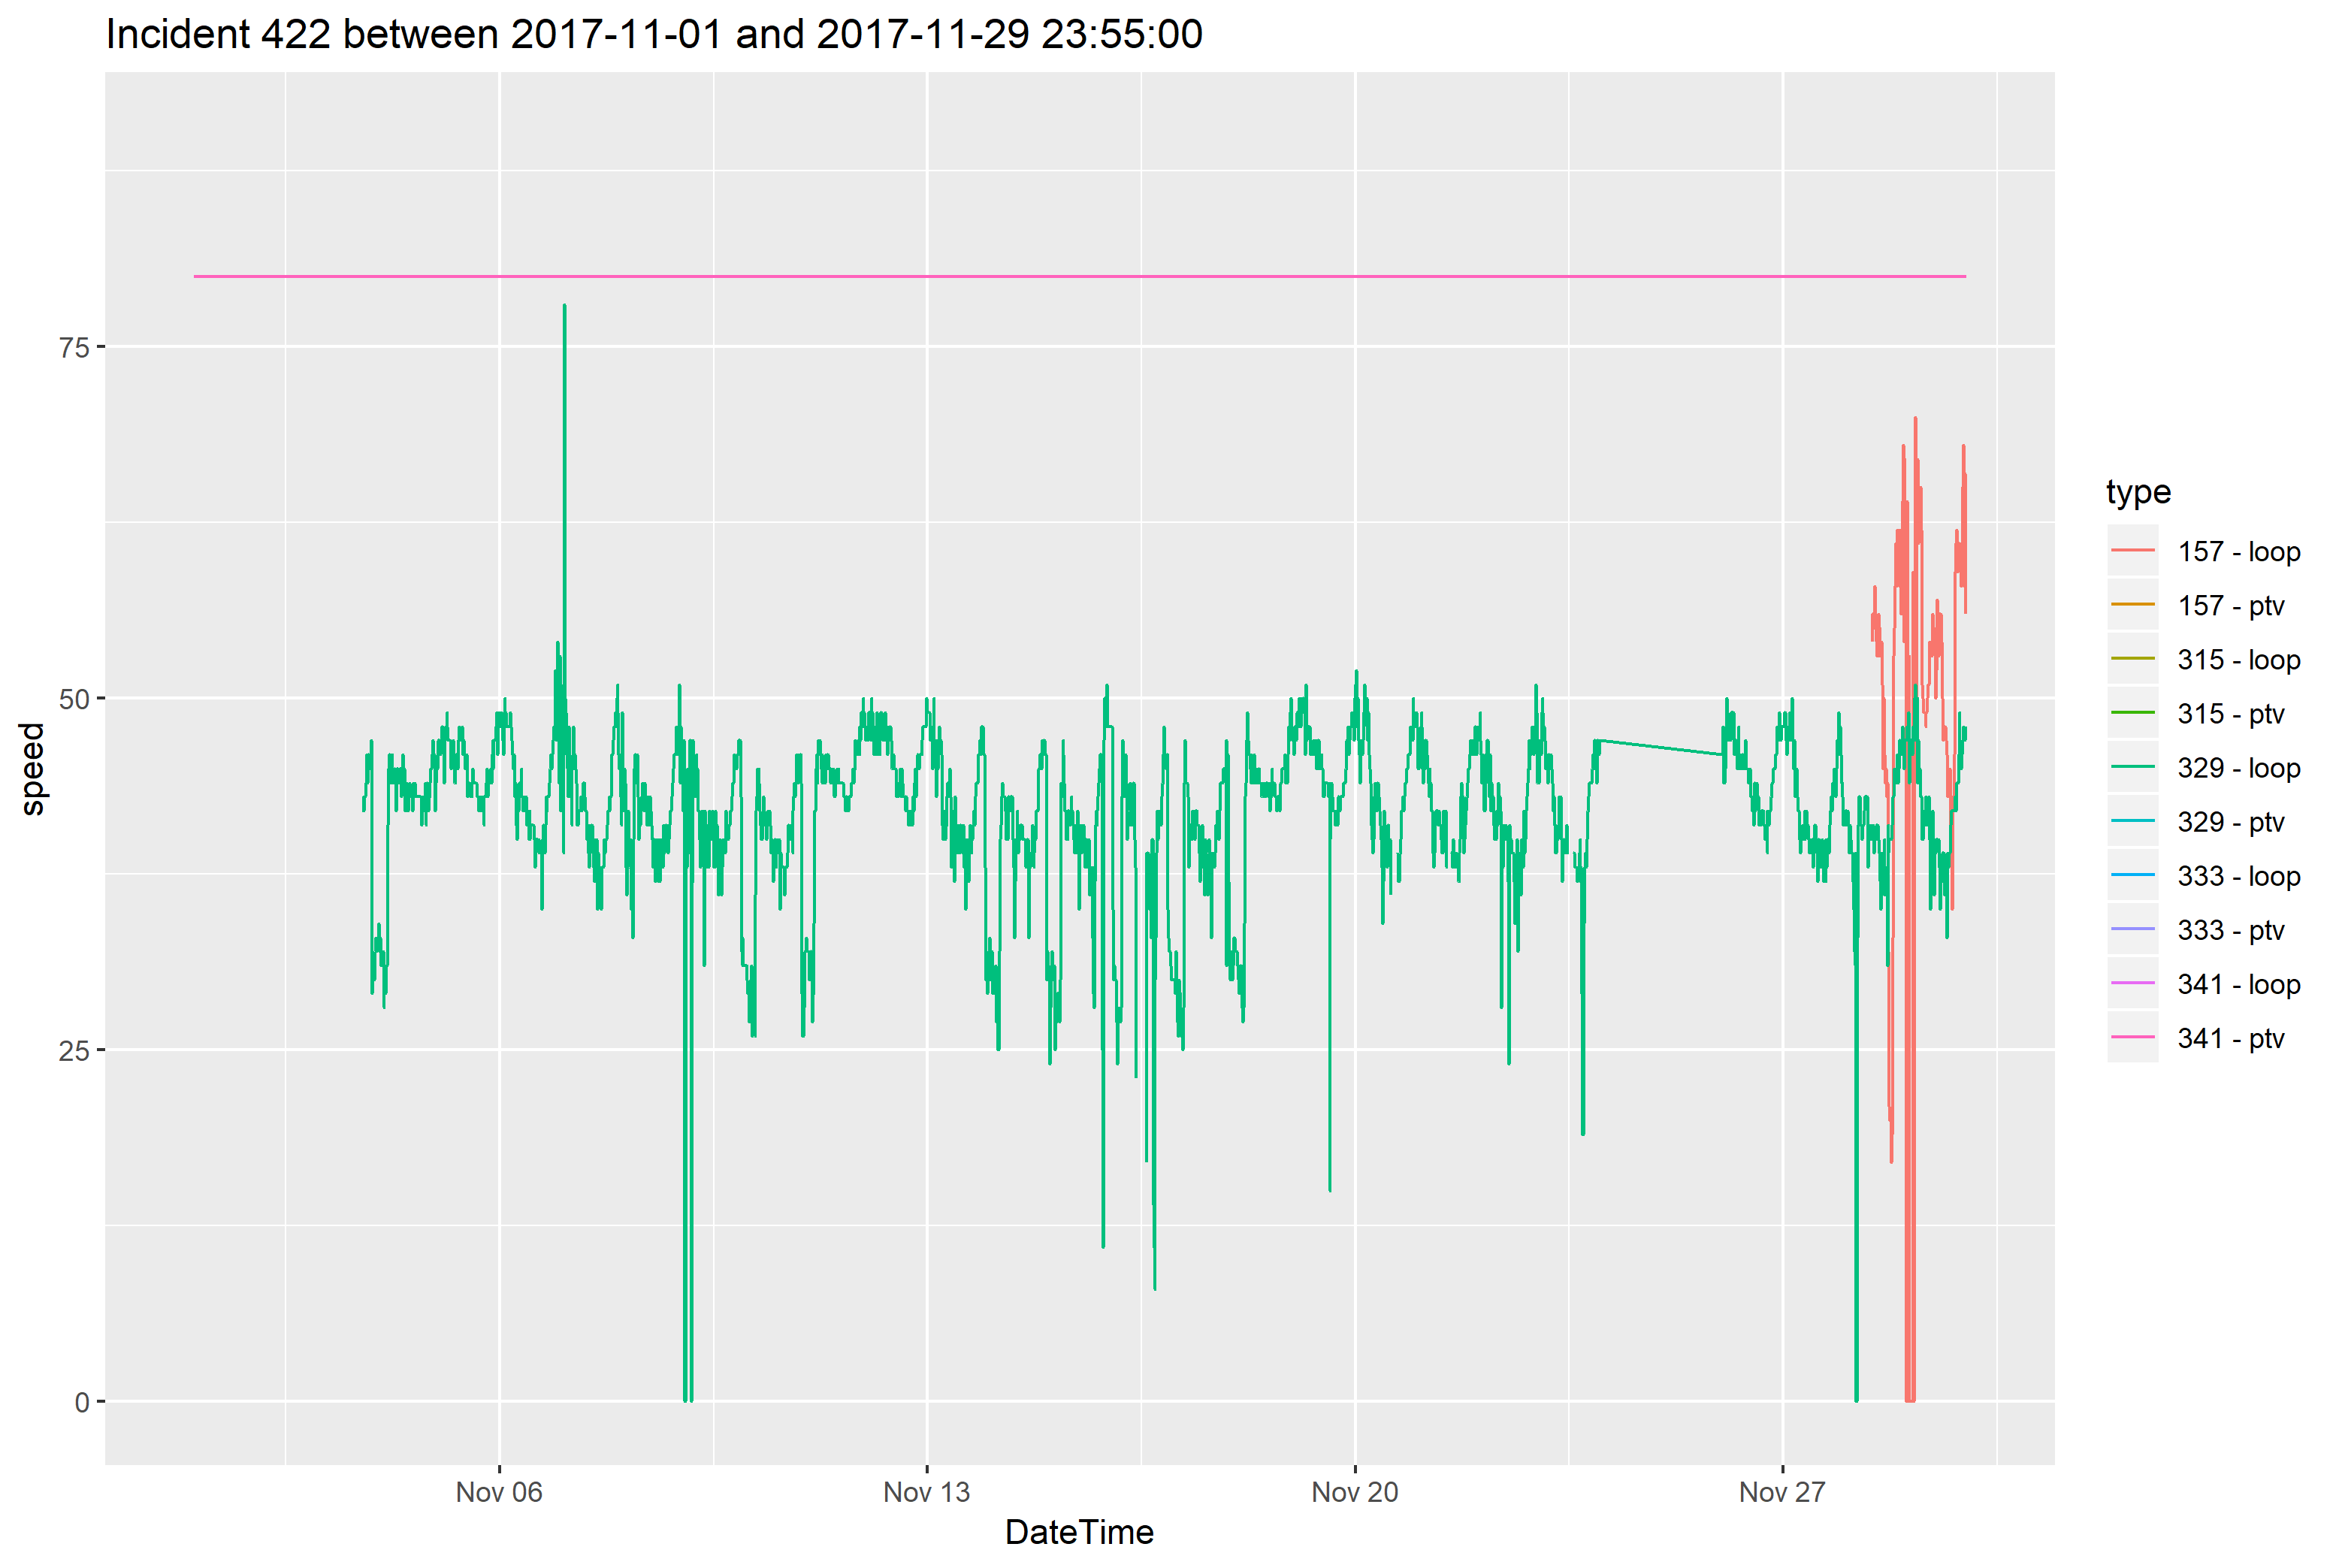 Incident 422 between 2017-11-01 and 2017-11-29 23:55:00
75
50
25
0
speed
Nov 06
Nov 13
Nov 20
Nov 27
DateTime
type
157 - loop
157 - ptv
315 - loop
315 - ptv
329 - loop
329 - ptv
333 - loop
333 - ptv
341 - loop
341 - ptv